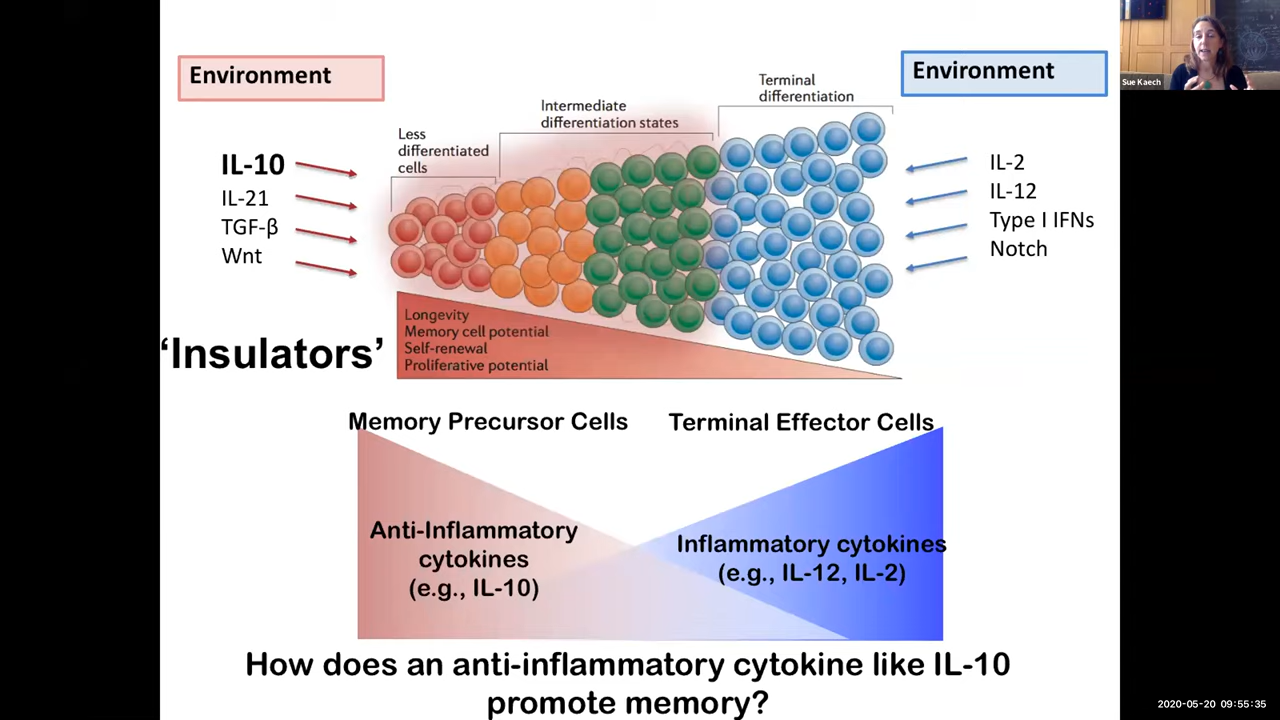 Environment
Environment
Terminal
differentiation
Intermediate
differentiation states
Less
differentiated
cells
IL-10
IL-21
TGF-β
Wnt
IL-2
IL-12
Type I IFNs
Notch
‘Insulators’
Longevity
Memory cell potential
Self-renewal
Proliferative potential
Memory Precursor Cells
Terminal Effector Cells
Anti-Inflammatory
cytokines
(e.g., IL-10)
Inflammatory cytokines
(e.g., IL-12, IL-2)
How does an anti-inflammatory cytokine like IL-10
promote memory?
Sue Kaech
2020-05-20 09:55:35